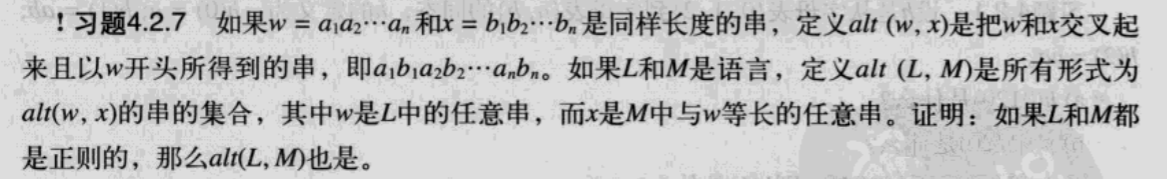 ！习题4.2.7 如果w = a₁a₂⋯aₙ 和x = b₁b₂⋯bₙ 是同样长度的串，定义alt (w, x)是把w和x交叉起
来且以w开头所得到的串，即a₁b₁a₂b₂⋯aₙbₙ。如果L和M是语言，定义alt (L, M)是所有形式为
alt(w, x)的串的集合，其中w是L中的任意串，而x是M中与w等长的任意串。证明：如果L和M都
是正则的，那么alt(L, M)也是。